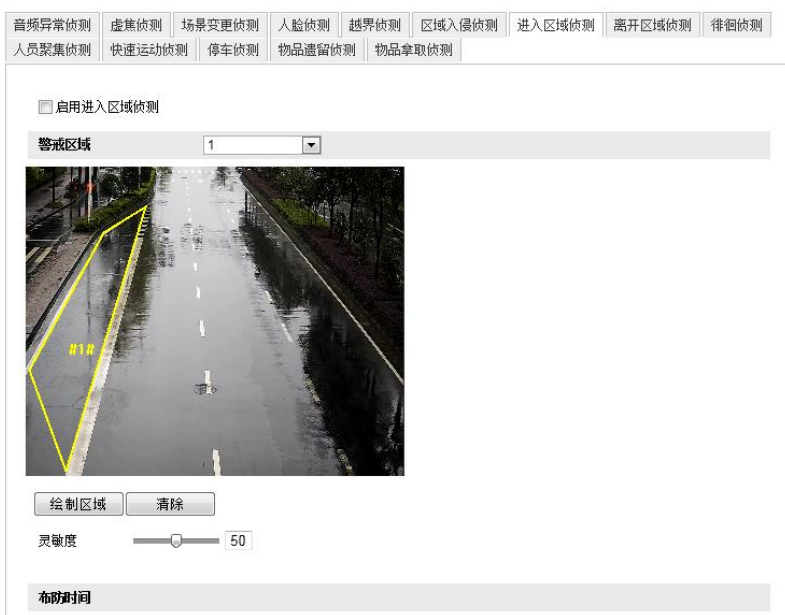 音频异常侦测 虚焦侦测 场景变更侦测 人脸侦测 越界侦测 区域入侵侦测 进入区域侦测 离开区域侦测 徘徊侦测
人员聚集侦测 快速运动侦测 停车侦测 物品遗留侦测 物品拿取侦测
启用进入区域侦测
警戒区域 1
#1#
绘制区域 清除
灵敏度 50
布防时间